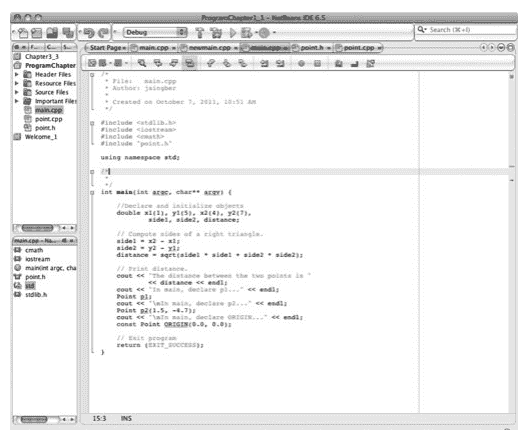 ProgramChapter1_1 - NetBeans IDE 6.5
Debug
Search (⌘+I)
Start Page
main.cpp
newmain.cpp
main.cpp
point.h
point.cpp
Chapter3_3
ProgramChapter
Header Files
Resource Files
Source Files
Important Files
main.cpp
point.cpp
point.h
Welcome_1
main.cpp - Na...
cmath
iostream
main(int argc, cha
point.h
std
stdlib.h
/*
* File: main.cpp
* Author: jsingber
*
* Created on October 7, 2011, 10:51 AM
*/
#include <stdlib.h>
#include <iostream>
#include <cmath>
#include "point.h"
using namespace std;
/*
*
*/
int main(int argc, char** argv) {
//Declare and initialize objects
double x1(1), y1(5), x2(4), y2(7),
side1, side2, distance;
// Compute sides of a right triangle.
side1 = x2 - x1;
side2 = y2 - y1;
distance = sqrt(side1 * side1 + side2 * side2);
// Print distance.
cout << "The distance between the two points is "
<< distance << endl;
cout << "In main, declare p1..." << endl;
Point p1;
cout << "\nIn main, declare p2..." << endl;
Point p2(1.5, -4.7);
cout << "\nIn main, declare ORIGIN..." << endl;
const Point ORIGIN(0.0, 0.0);
// Exit program
return (EXIT_SUCCESS);
}
15:3 INS